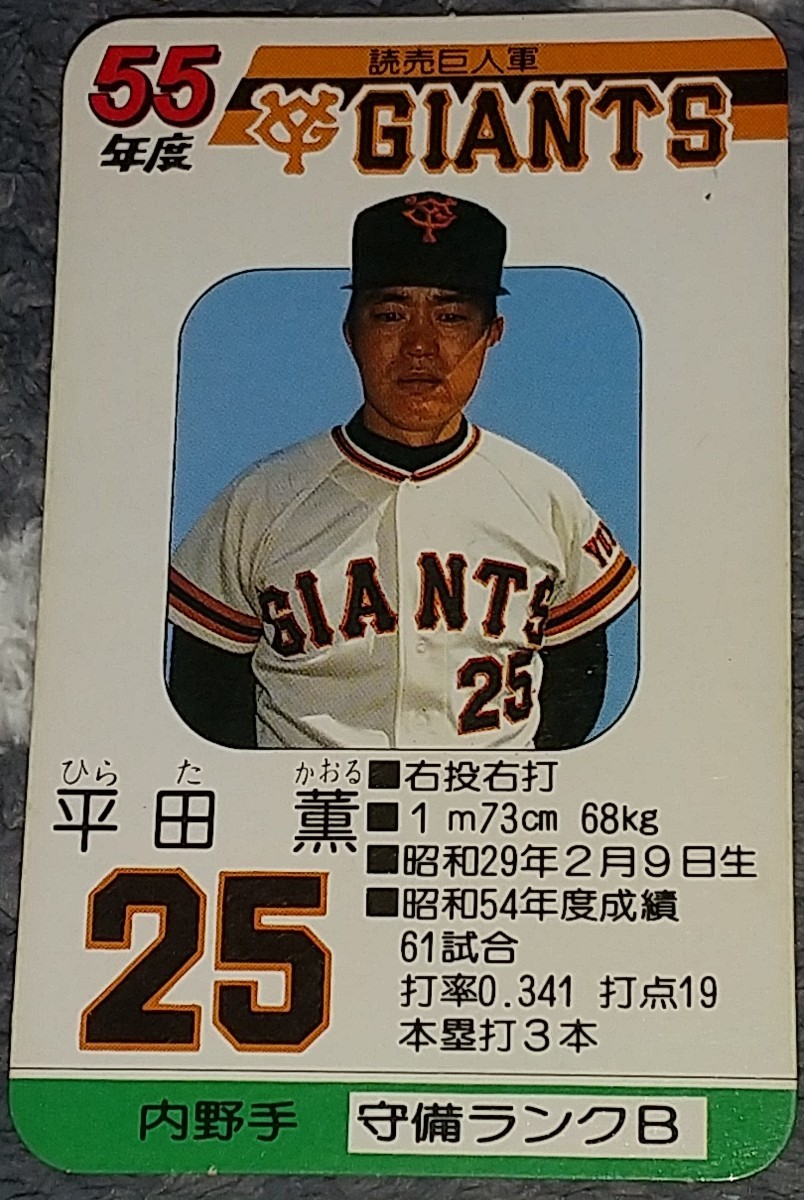 55
年度
読売巨人軍
GIANTS
GIANTS
25
ひら た かおる
平田 薫
25
■右投右打
■1m73cm 68kg
■昭和29年2月9日生
■昭和54年度成績
61試合
打率0.341 打点19
本塁打3本
内野手 守備ランクB